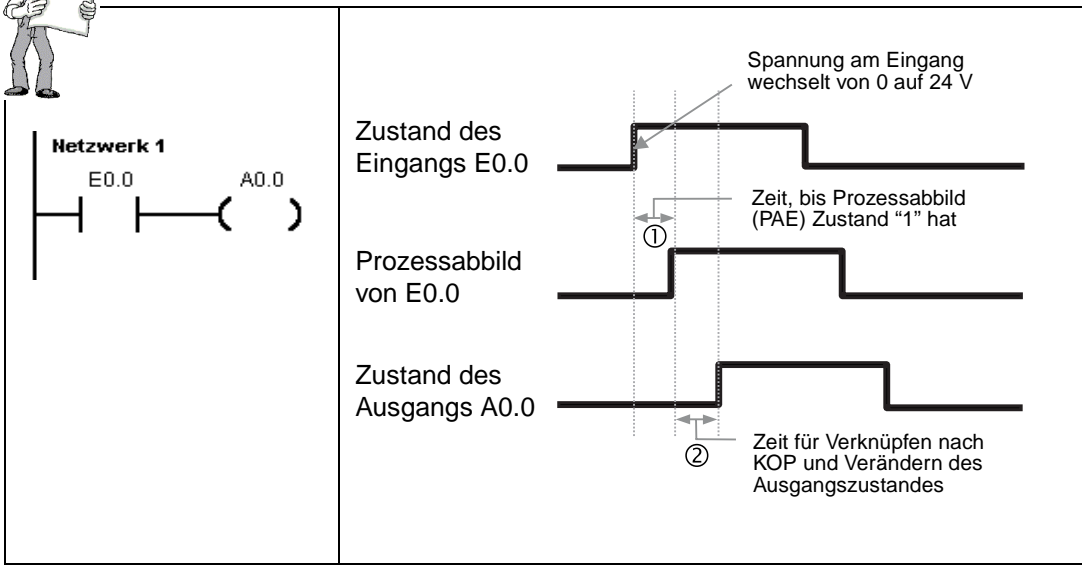 Netzwerk 1
E0.0
A0.0
Spannung am Eingang
wechselt von 0 auf 24 V
Zustand des
Eingangs E0.0
Zeit, bis Prozessabbild
(PAE) Zustand “1” hat
①
Prozessabbild
von E0.0
Zustand des
Ausgangs A0.0
②
Zeit für Verknüpfen nach
KOP und Verändern des
Ausgangszustandes